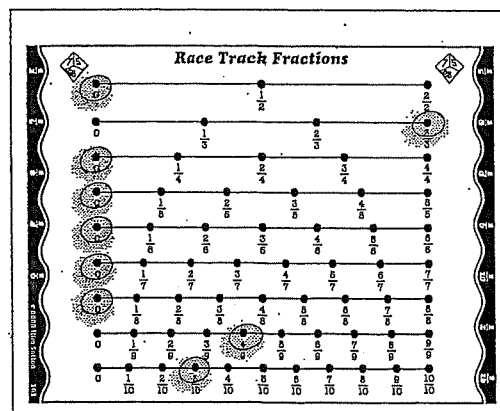 Race Track Fractions
0 1/2 2/2
0 1/3 2/3
0 1/4 2/4 3/4 4/4
1/5 2/5 3/5 4/5 5/5
1/6 2/6 3/6 4/6 5/6 6/6
0 1/7 2/7 3/7 4/7 5/7 6/7 7/7
0 1/8 2/8 3/8 4/8 5/8 6/8 7/8 8/8
0 1/9 2/9 3/9 5/9 6/9 7/9 8/9 9/9
0 1/10 2/10 10 4/10 5/10 6/10 7/10 8/10 9/10 10/10